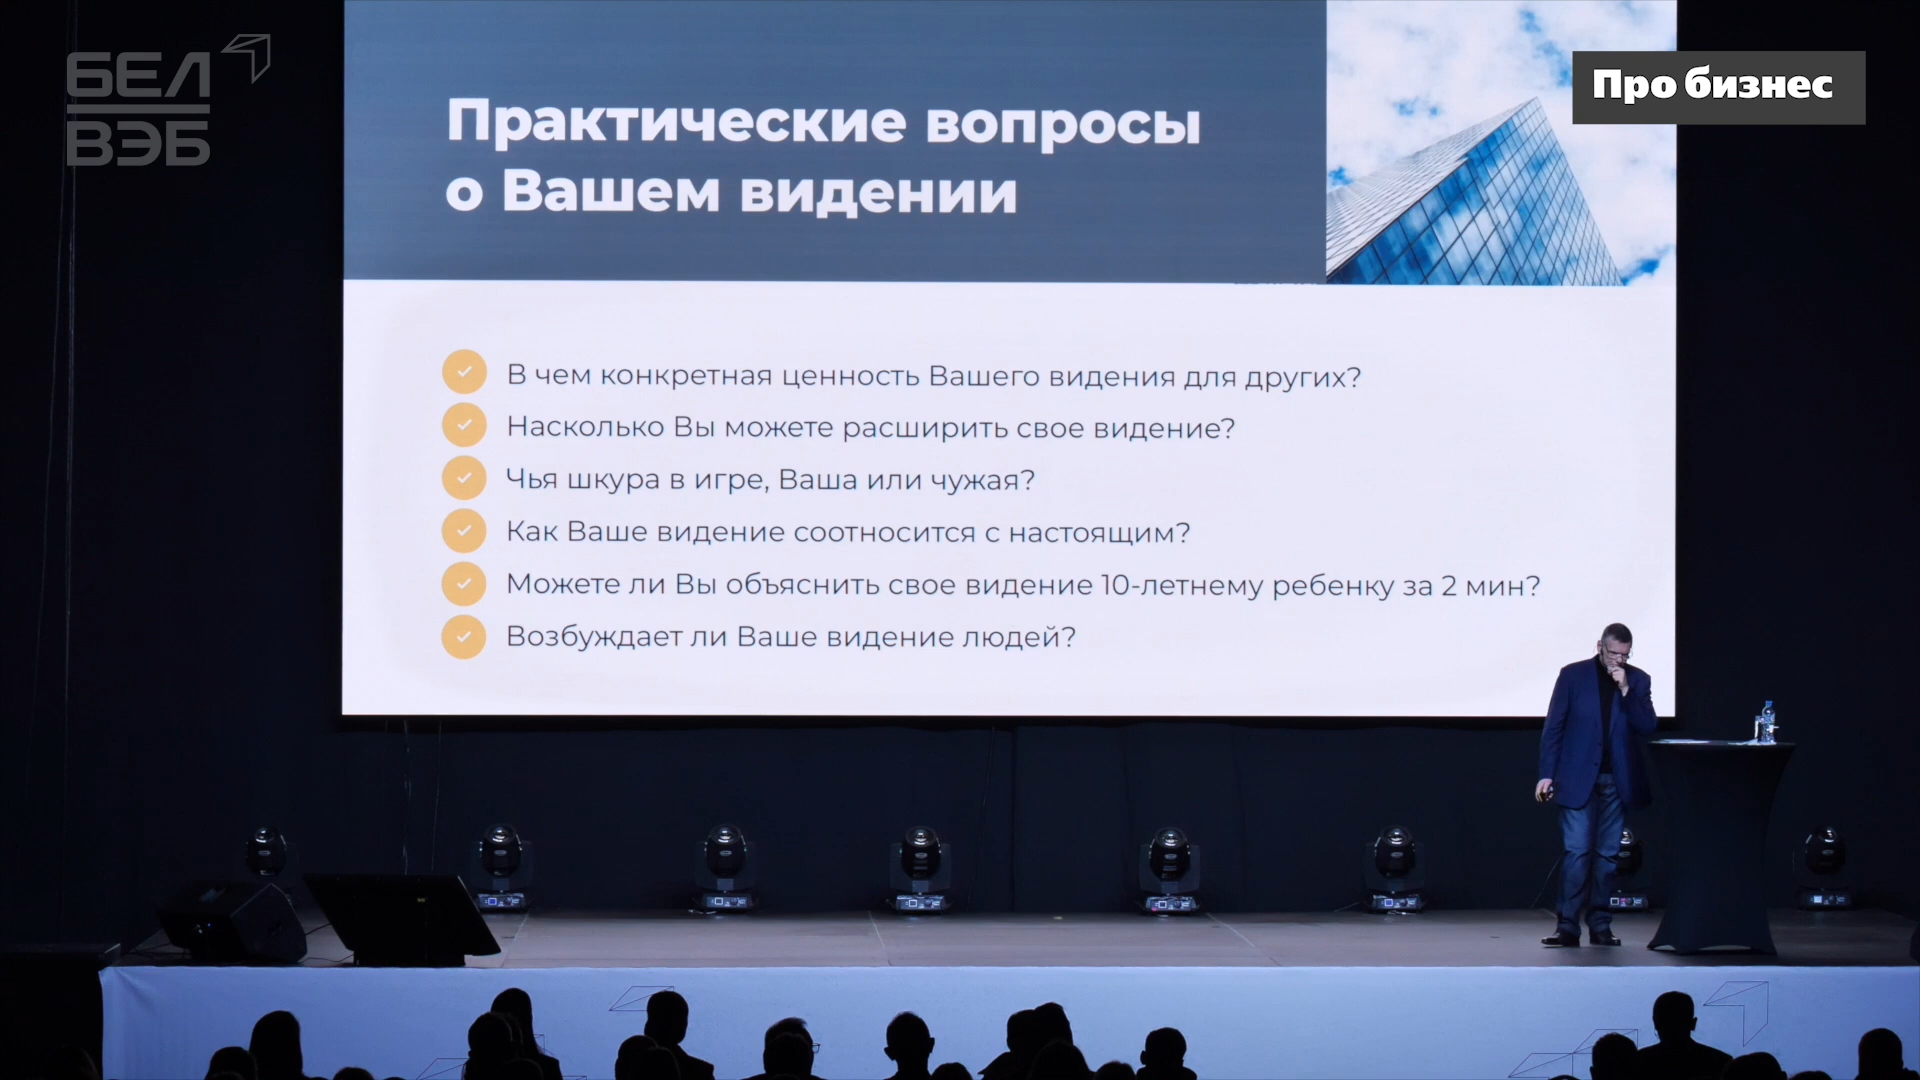 БЕЛ
ВЭБ
Про бизнес
Практические вопросы
о Вашем видении
В чем конкретная ценность Вашего видения для других?
Насколько Вы можете расширить свое видение?
Чья шкура в игре, Ваша или чужая?
Как Ваше видение соотносится с настоящим?
Можете ли Вы объяснить свое видение 10-летнему ребенку за 2 мин?
Возбуждает ли Ваше видение людей?